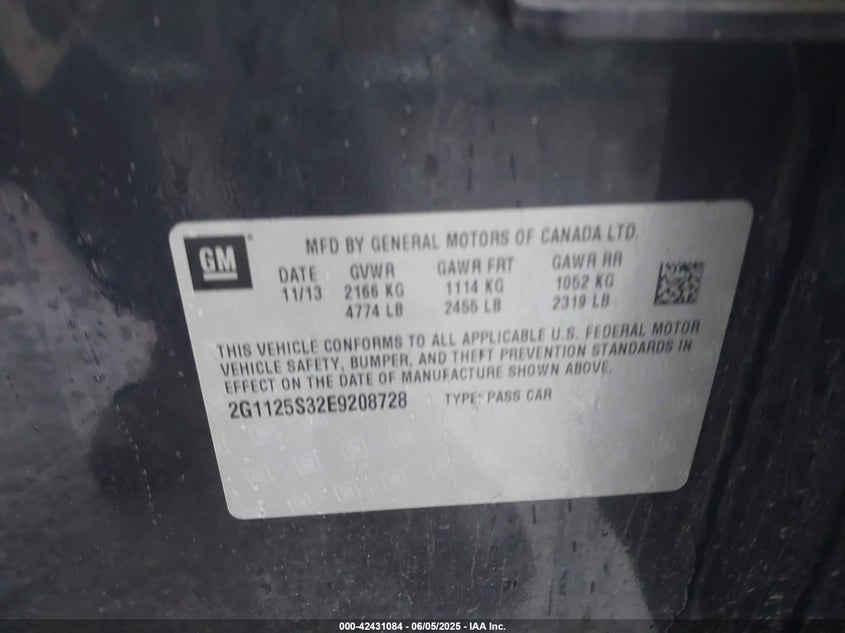 GM
MFD BY GENERAL MOTORS OF CANADA LTD.
DATE GVWR GAWR FRT GAWR RR
11/13 2166 KG 1114 KG 1052 KG
4774 LB 2455 LB 2319 LB
THIS VEHICLE CONFORMS TO ALL APPLICABLE U.S. FEDERAL MOTOR
VEHICLE SAFETY, BUMPER, AND THEFT PREVENTION STANDARDS IN
EFFECT ON THE DATE OF MANUFACTURE SHOWN ABOVE.
2G1125S32E9208728 TYPE: PASS CAR
000-42431084 - 06/05/2025 - IAA Inc.